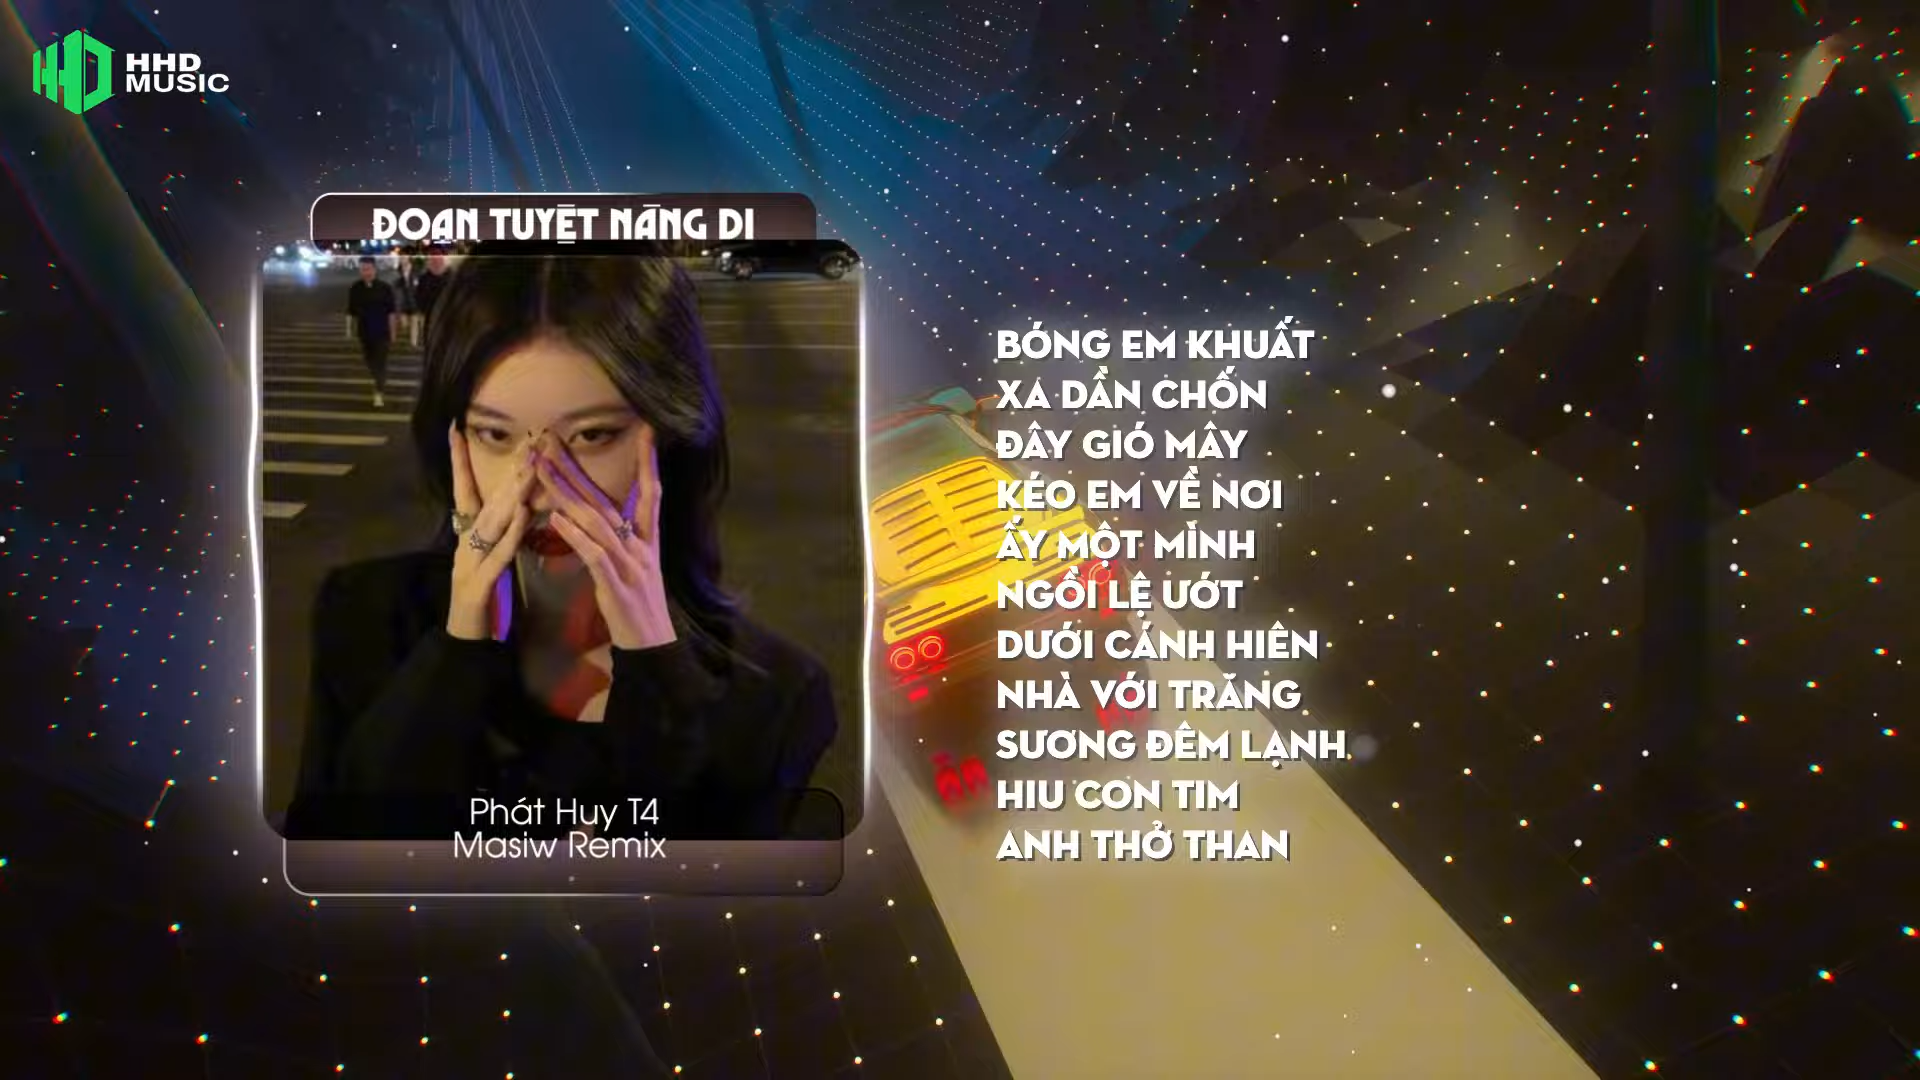 HHD
MUSIC
ĐOẠN TUYỆT NÀNG DI
Phát Huy T4
Masiw Remix
BÓNG EM KHUẤT
XA DẦN CHỐN
ĐÂY GIÓ MÂY
KÉO EM VỀ NƠI
ẤY MỘT MÌNH
NGỒI LỆ ƯỚT
DƯỚI CÁNH HIÊN
NHÀ VỚI TRĂNG
SƯƠNG ĐÊM LẠNH
HIU CON TIM
ANH THỞ THAN